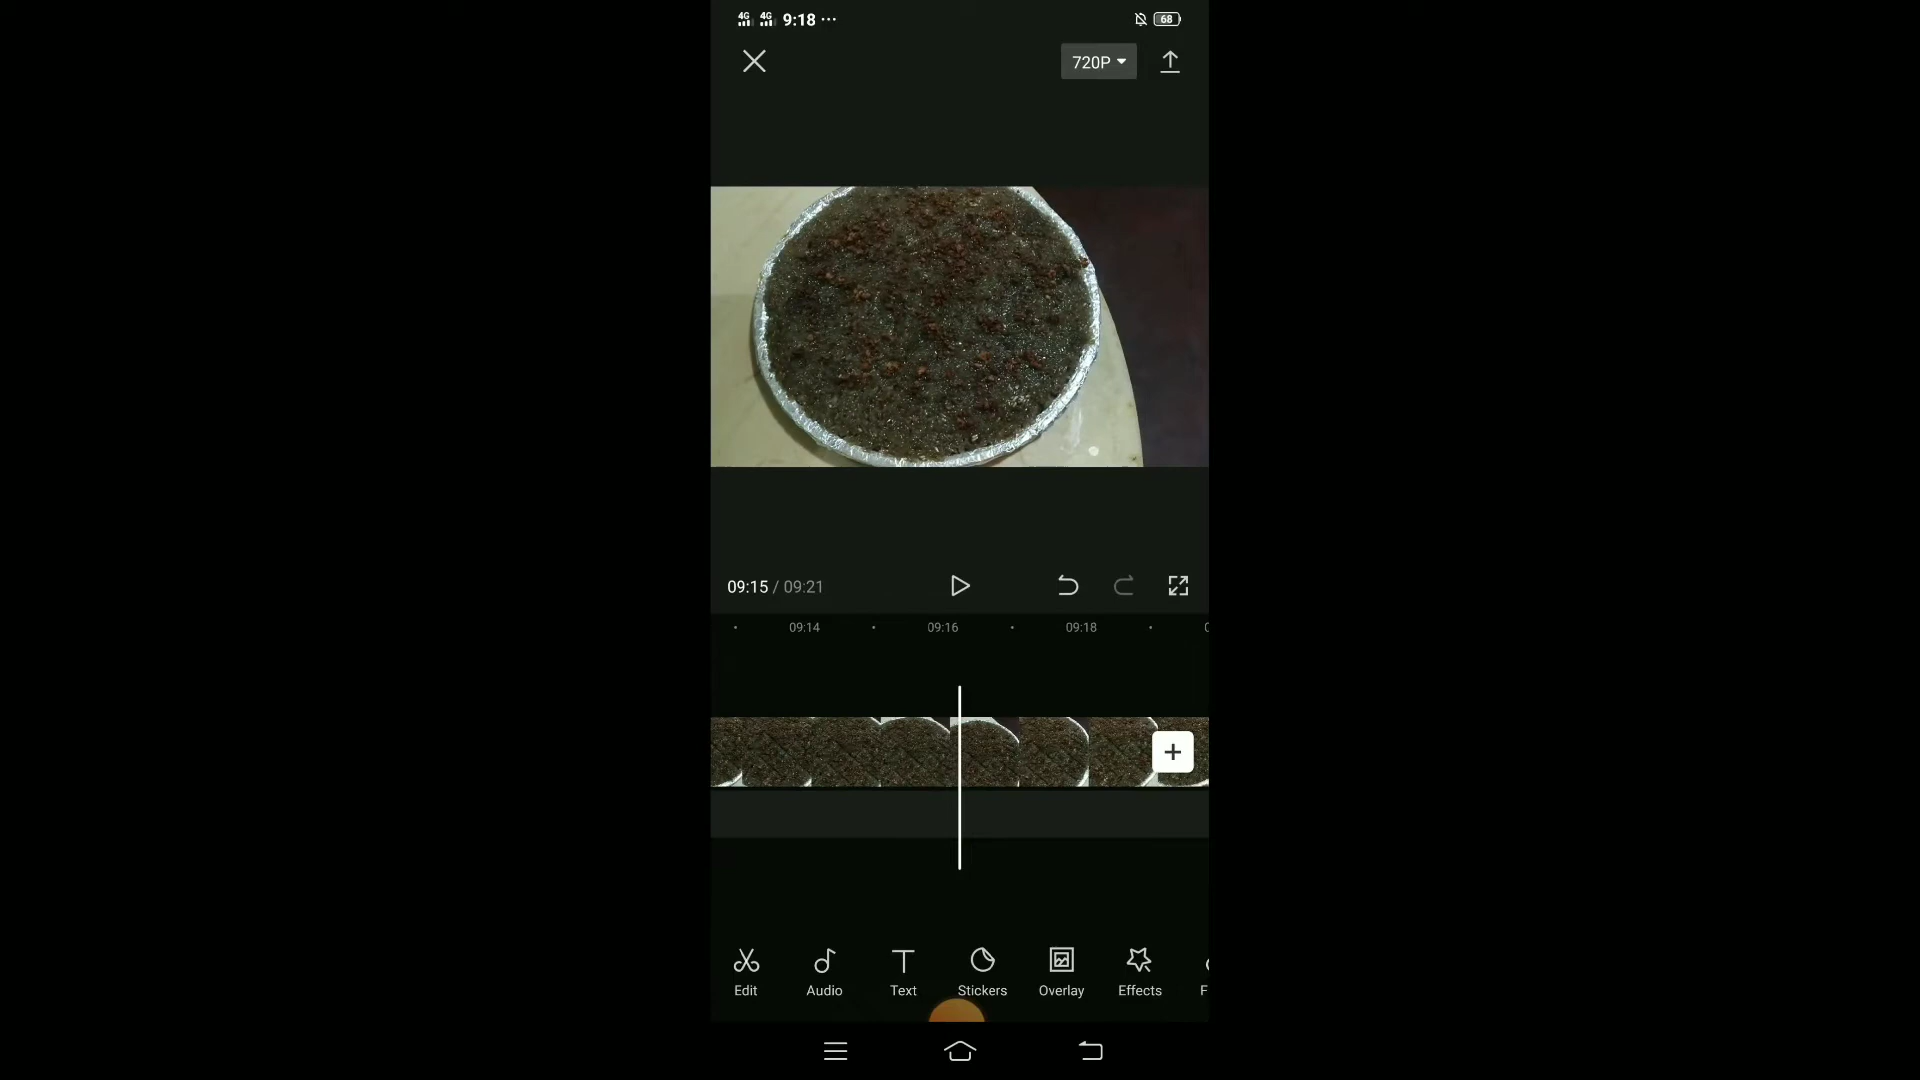 4G 4G 9:18 ... 68
720P
09:15 / 09:21
09:14 09:16 09:18
Edit Audio Text Stickers Overlay Effects F